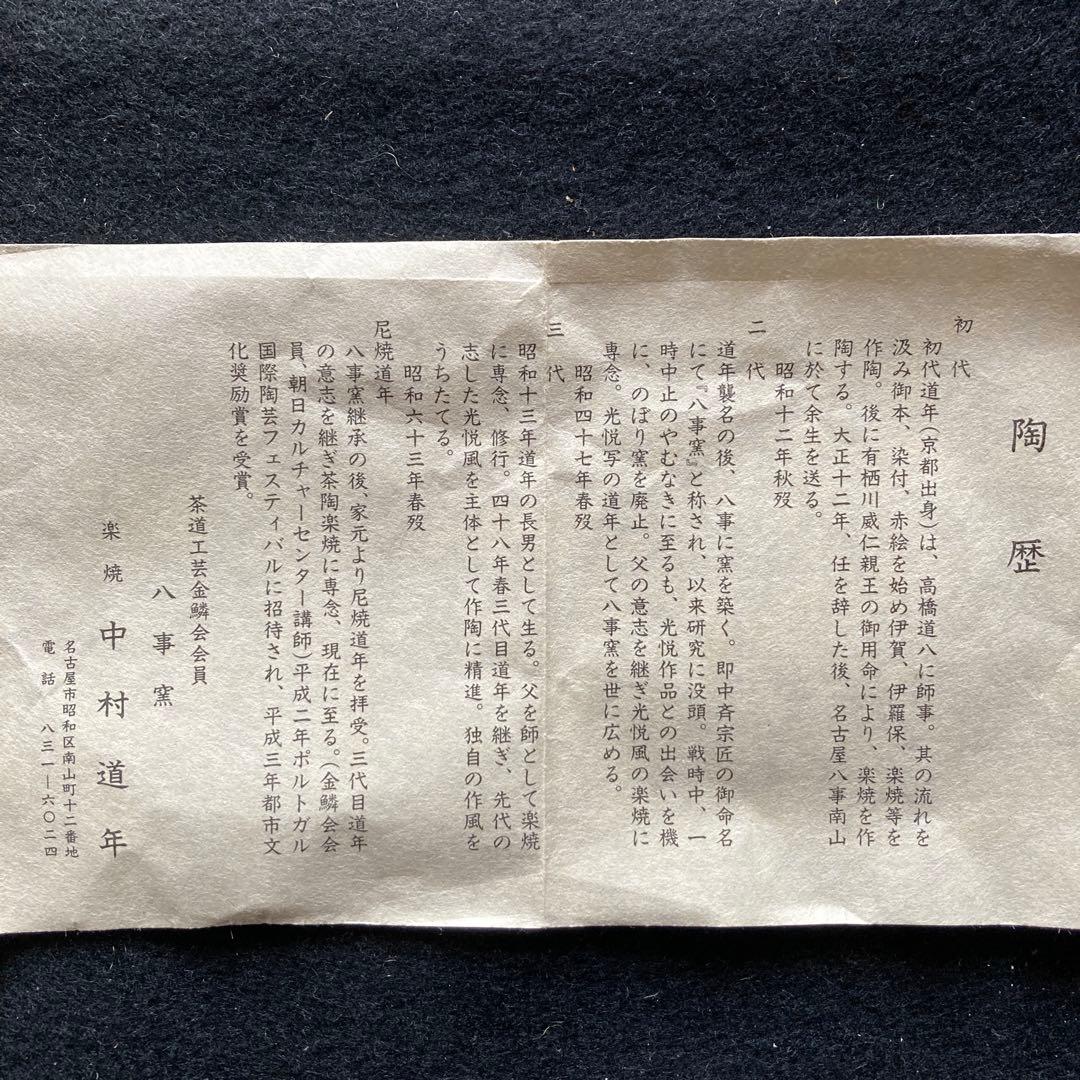 陶歴
初代
初代道年(京都出身)は、高橋道八に師事。其の流れを
汲み御本、染付、赤絵を始め伊賀、伊羅保、楽焼等を
作陶。後に有栖川威仁親王の御用命により、楽焼を作
陶する。大正十二年、任を辞した後、名古屋八事南山
に於て余生を送る。
昭和十二年秋歿
二代
道年襲名の後、八事に窯を築く。即中斉宗匠の御命名
にて『八事窯』と称され、以来研究に没頭。戦時中、一
時中止のやむなきに至るも、光悦作品との出会いを機
に、のぼり窯を廃止。父の意志を継ぎ光悦風の楽焼に
専念。光悦写の道年として八事窯を世に広める。
昭和四十七年春歿
三代
昭和十三年道年の長男として生る。父を師として楽焼
に専念、修行。四十八年春三代目道年を継ぎ、先代の
志した光悦風を主体として作陶に精進。独自の作風を
うちたてる。
昭和六十三年春歿
尼焼道年
八事窯継承の後、家元より尼焼道年を拝受。三代目道年
の意志を継ぎ茶陶楽焼に専念、現在に至る。(金鱗会会
員、朝日カルチャーセンター講師)平成二年ポルトガル
国際陶芸フェスティバルに招待され、平成三年都市文
化奨励賞を受賞。
茶道工芸金鱗会会員
八事窯
楽焼 中村道年
名古屋市昭和区南山町十二番地
電話 八三一―六〇二四